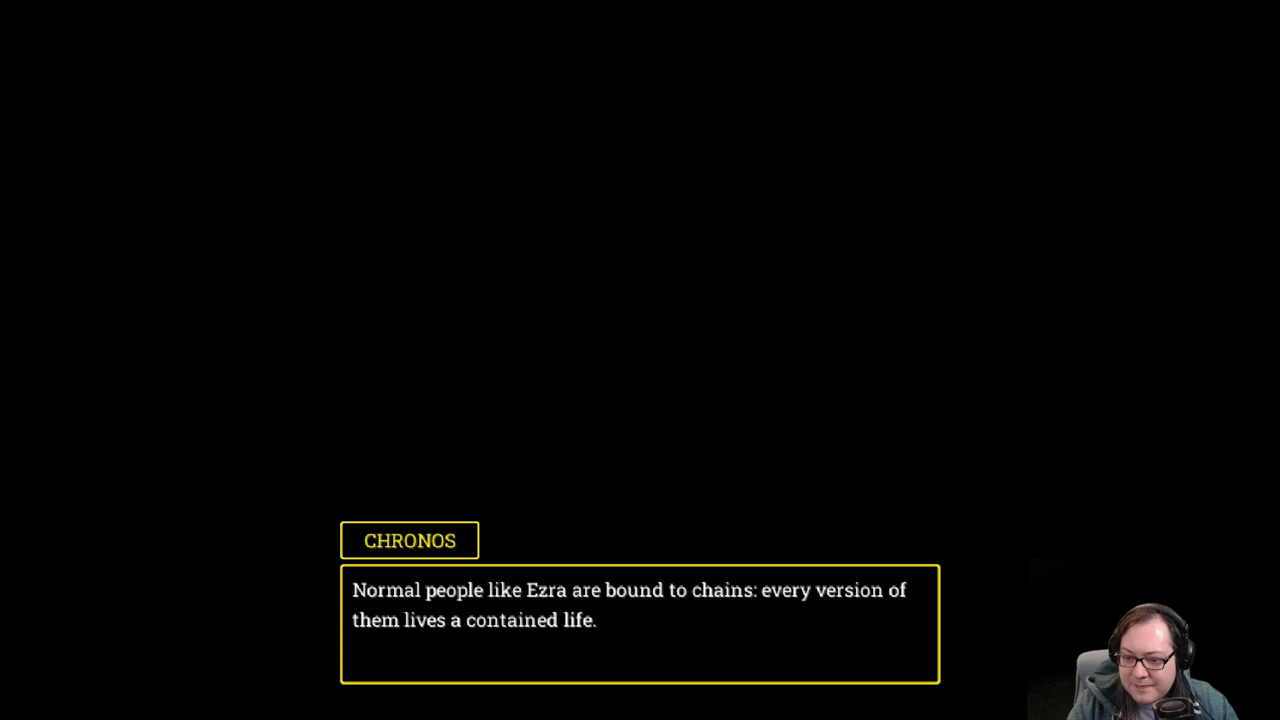 CHRONOS
Normal people like Ezra are bound to chains: every version of
them lives a contained life.